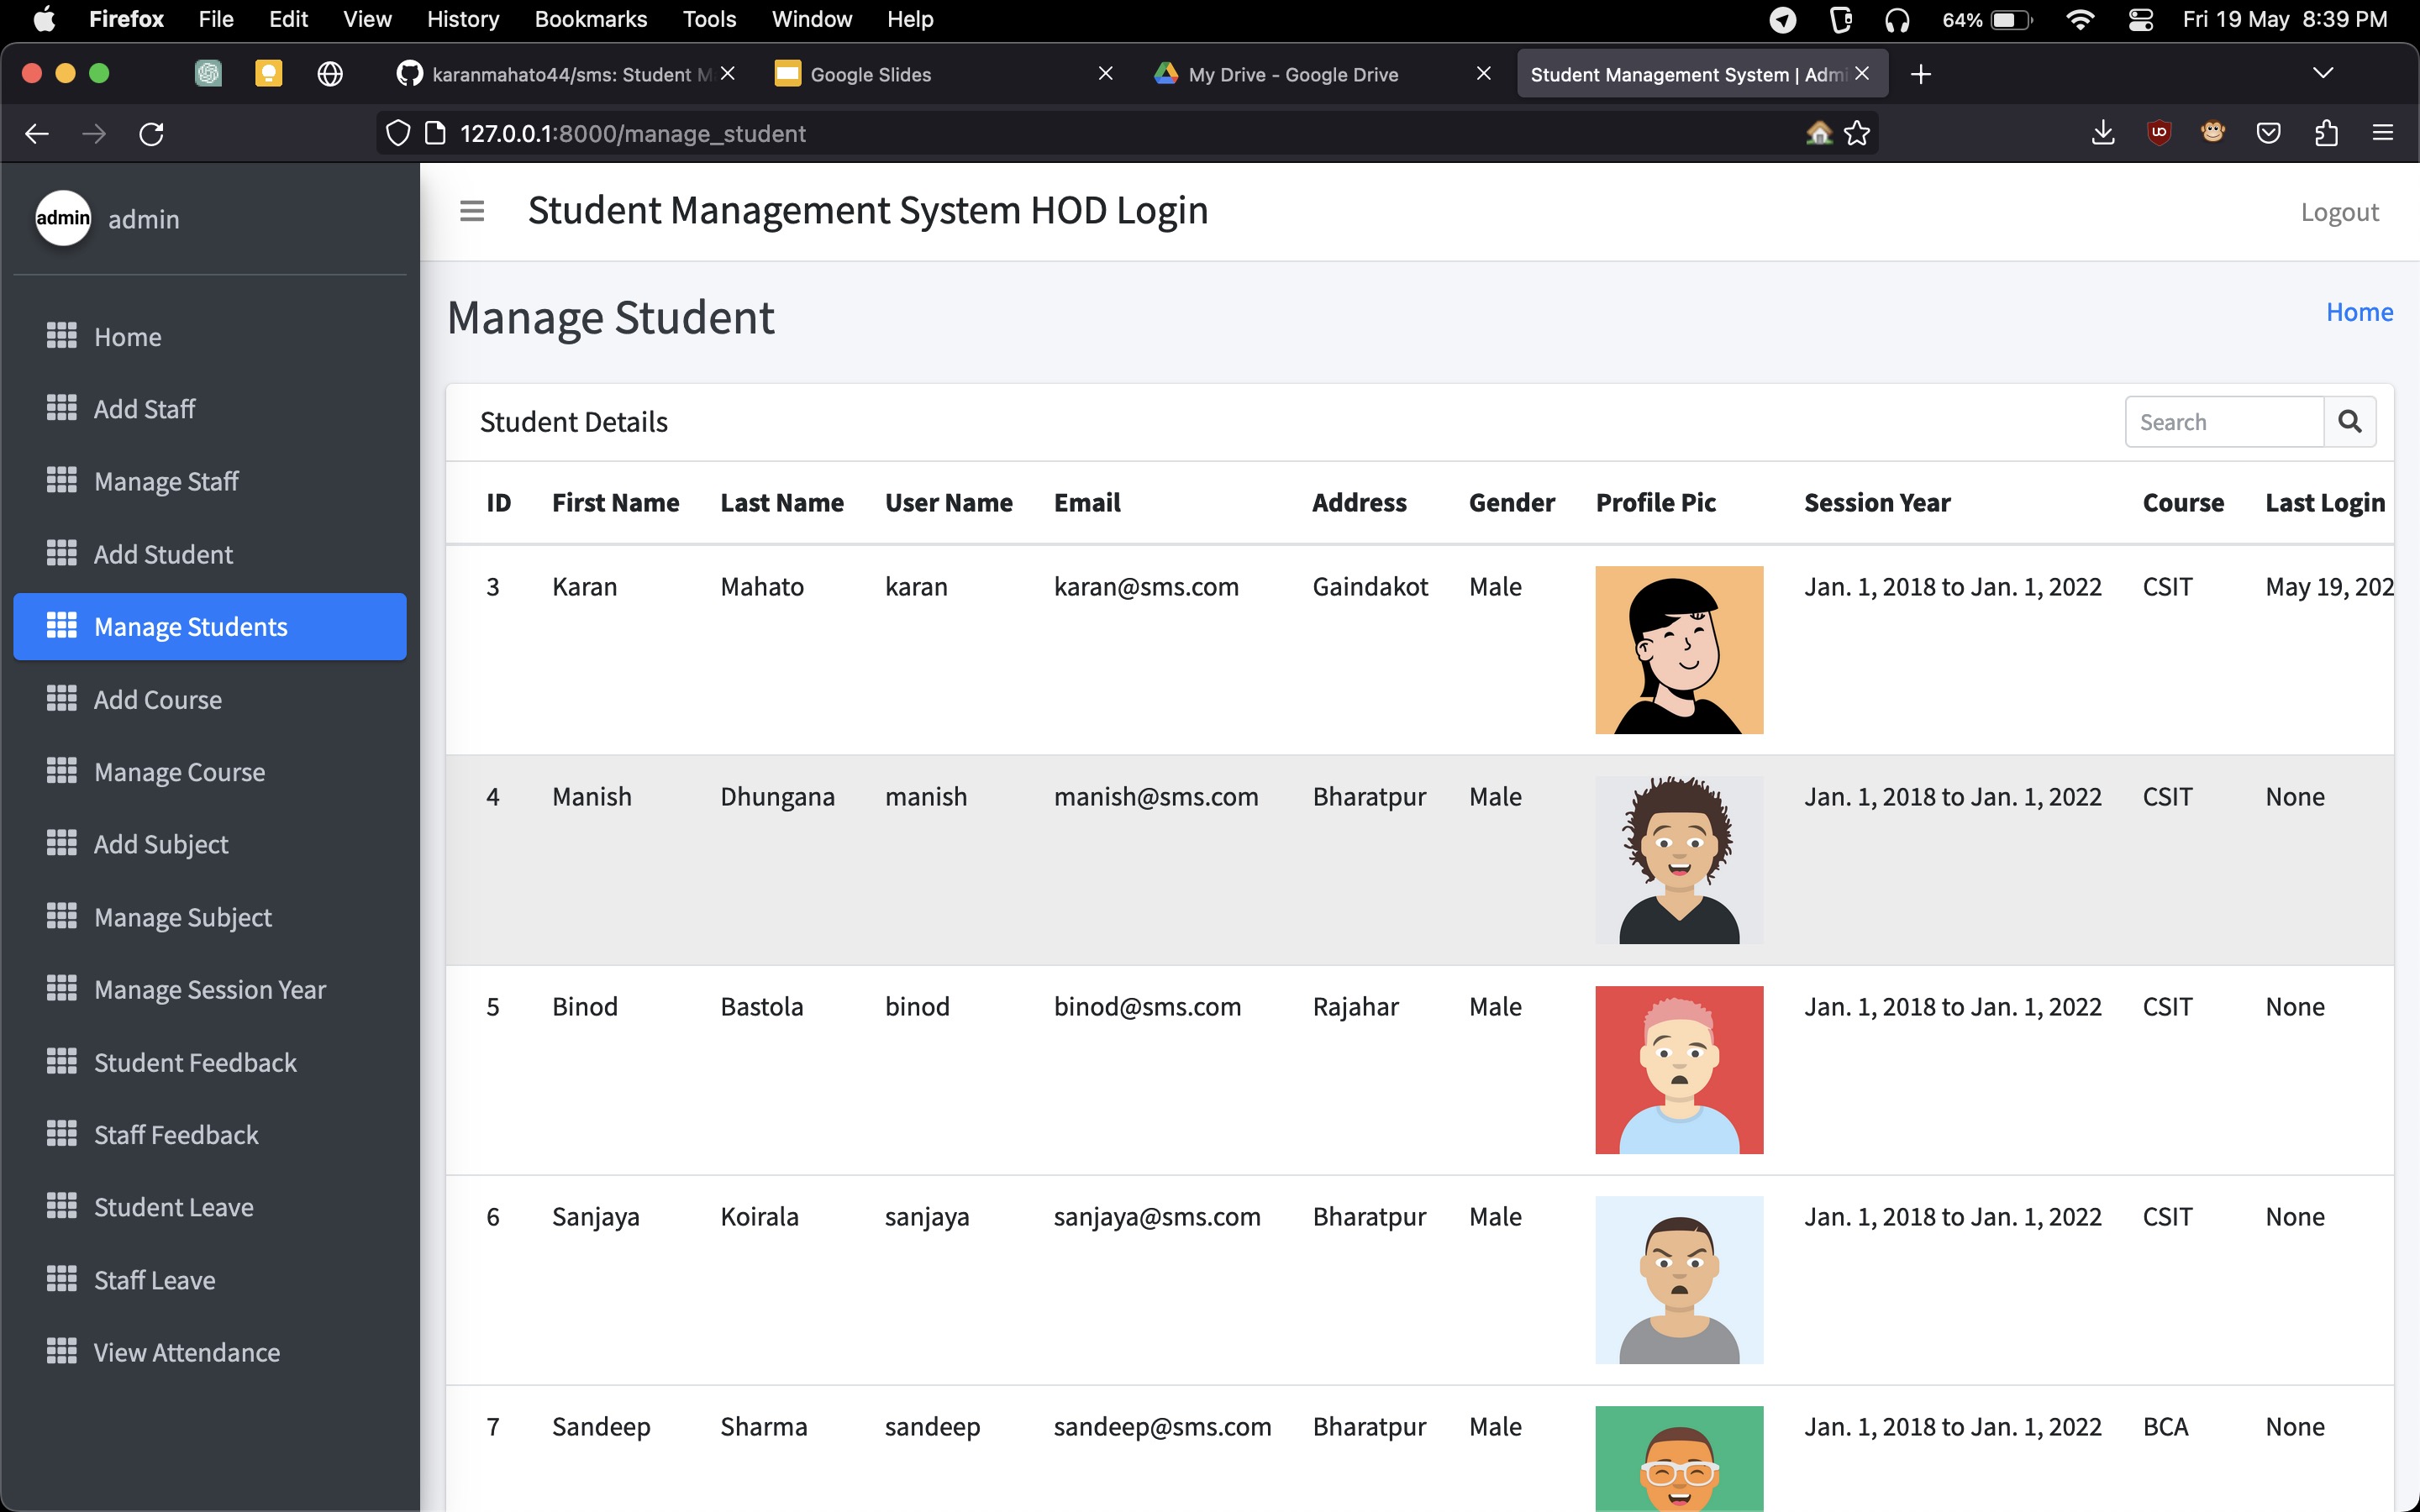 Firefox File Edit View History Bookmarks Tools Window Help 64% Fri 19 May 8:39 PM
karanmahato44/sms: Student M Google Slides My Drive - Google Drive Student Management System | Admi
127.0.0.1:8000/manage_student
admin admin
Student Management System HOD Login Logout
Manage Student Home
Home
Add Staff
Manage Staff
Add Student
Manage Students
Add Course
Manage Course
Add Subject
Manage Subject
Manage Session Year
Student Feedback
Staff Feedback
Student Leave
Staff Leave
View Attendance
Student Details Search
ID First Name Last Name User Name Email Address Gender Profile Pic Session Year Course Last Login
3 Karan Mahato karan karan@sms.com Gaindakot Male Jan. 1, 2018 to Jan. 1, 2022 CSIT May 19, 202
4 Manish Dhungana manish manish@sms.com Bharatpur Male Jan. 1, 2018 to Jan. 1, 2022 CSIT None
5 Binod Bastola binod binod@sms.com Rajahar Male Jan. 1, 2018 to Jan. 1, 2022 CSIT None
6 Sanjaya Koirala sanjaya sanjaya@sms.com Bharatpur Male Jan. 1, 2018 to Jan. 1, 2022 CSIT None
7 Sandeep Sharma sandeep sandeep@sms.com Bharatpur Male Jan. 1, 2018 to Jan. 1, 2022 BCA None